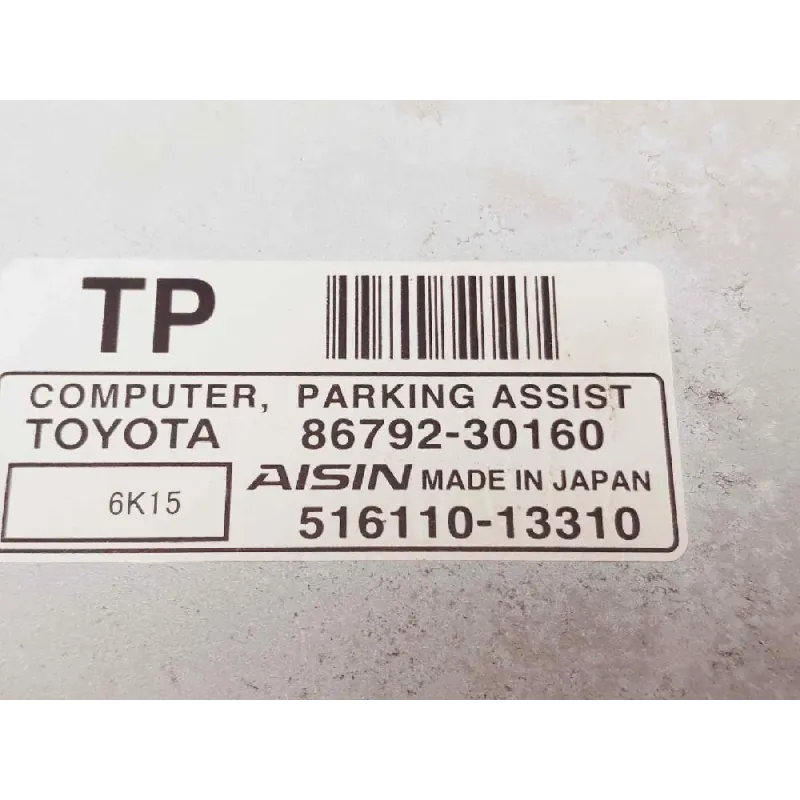 TP
COMPUTER, PARKING ASSIST
TOYOTA 86792-30160
6K15
AISIN MADE IN JAPAN
516110-13310